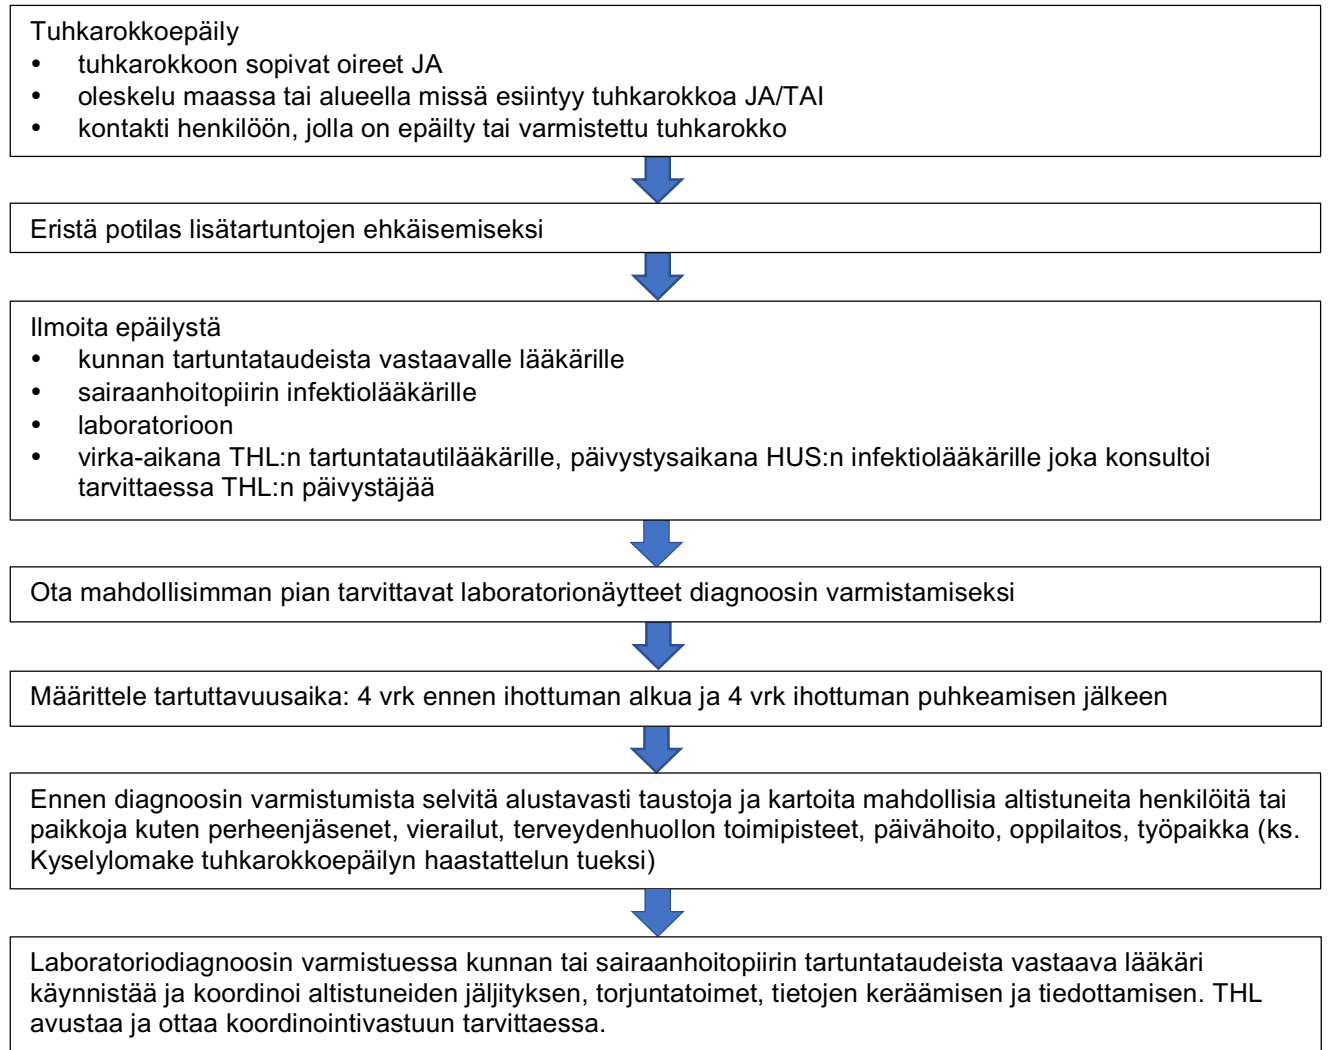 Tuhkarokkoepäily
• tuhkarokkoon sopivat oireet JA
• oleskelu maassa tai alueella missä esiintyy tuhkarokkoa JA/TAI
• kontakti henkilöön, jolla on epäilty tai varmistettu tuhkarokko
Eristä potilas lisätartuntojen ehkäisemiseksi
Ilmoita epäilystä
• kunnan tartuntataudeista vastaavalle lääkärille
• sairaanhoitopiirin infektiolääkärille
• laboratorioon
• virka-aikana THL:n tartuntatautilääkärille, päivystysaikana HUS:n infektiolääkärille joka konsultoi
tarvittaessa THL:n päivystäjää
Ota mahdollisimman pian tarvittavat laboratorionäytteet diagnoosin varmistamiseksi
Määrittele tartuttavuusaika: 4 vrk ennen ihottuman alkua ja 4 vrk ihottuman puhkeamisen jälkeen
Ennen diagnoosin varmistumista selvitä alustavasti taustoja ja kartoita mahdollisia altistuneita henkilöitä tai
paikkoja kuten perheenjäsenet, vierailut, terveydenhuollon toimipisteet, päivähoito, oppilaitos, työpaikka (ks.
Kyselylomake tuhkarokkoepäilyn haastattelun tueksi)
Laboratoriodiagnoosin varmistuessa kunnan tai sairaanhoitopiirin tartuntataudeista vastaava lääkäri
käynnistää ja koordinoi altistuneiden jäljityksen, torjuntatoimet, tietojen keräämisen ja tiedottamisen. THL
avustaa ja ottaa koordinointivastuun tarvittaessa.